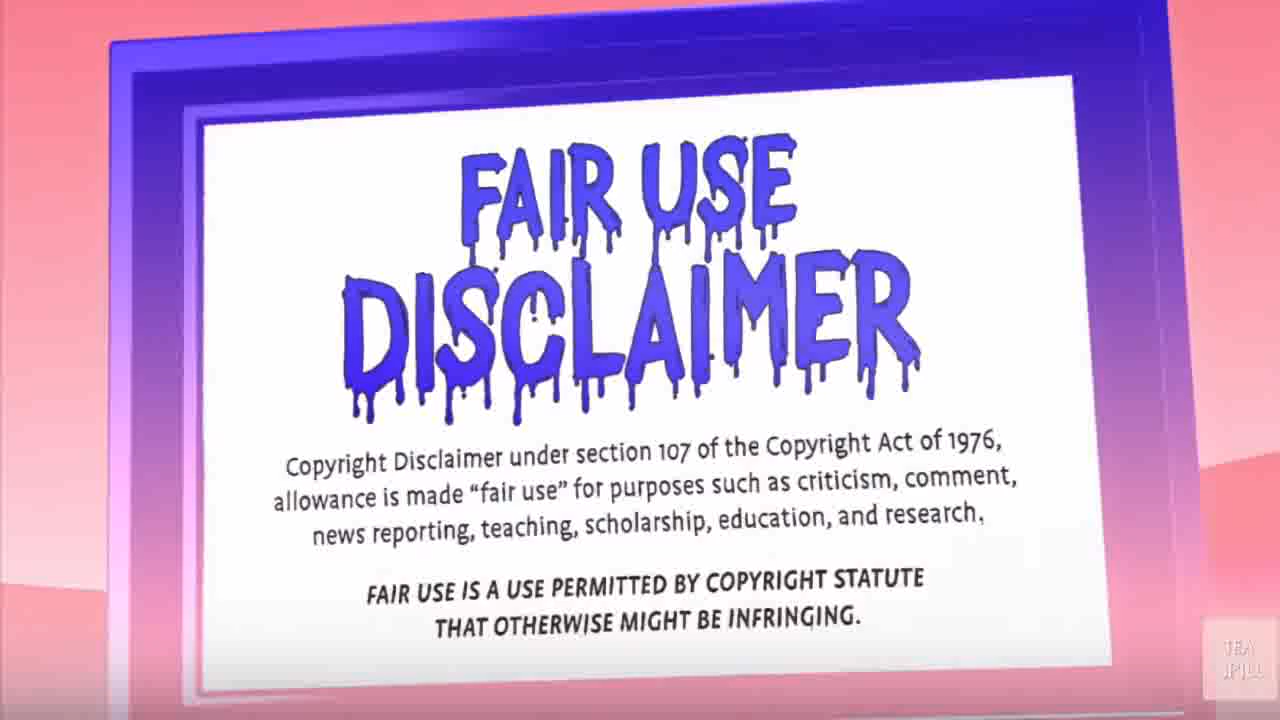 FAIR USE
DISCLAIMER
Copyright Disclaimer under section 107 of the Copyright Act of 1976,
allowance is made “fair use” for purposes such as criticism, comment,
news reporting, teaching, scholarship, education, and research.
FAIR USE IS A USE PERMITTED BY COPYRIGHT STATUTE
THAT OTHERWISE MIGHT BE INFRINGING.
TEA
SPILL